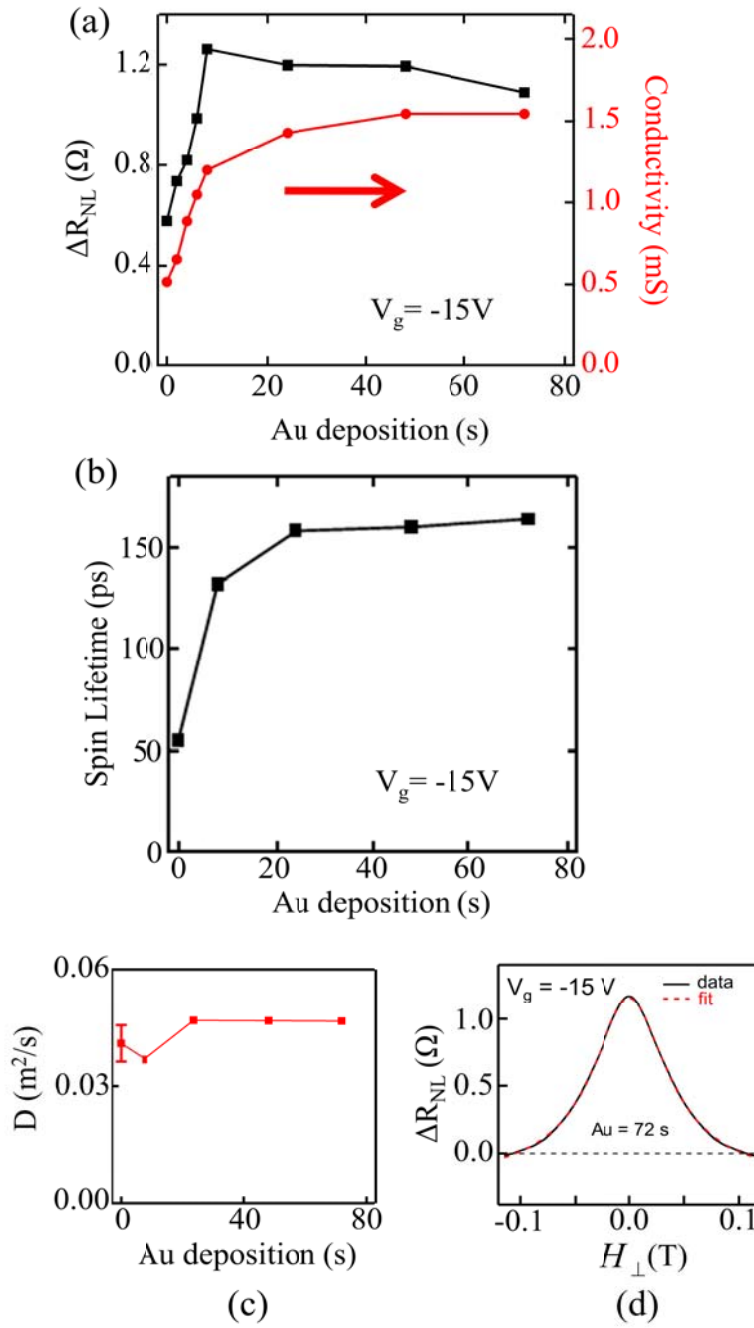 (a)
1.2
0.8
0.4
0.0
ΔR_NL (Ω)
2.0
1.5
1.0
0.5
0.0
Conductivity (mS)
V_g= -15V
0 20 40 60 80
Au deposition (s)
(b)
150
100
50
0
Spin Lifetime (ps)
V_g= -15V
0 20 40 60 80
Au deposition (s)
0.06
0.03
0.00
D (m²/s)
0 40 80
Au deposition (s)
(c)
V_g = -15 V
data
fit
1.0
0.5
0.0
ΔR_NL (Ω)
Au = 72 s
-0.1 0.0 0.1
H_⊥(T)
(d)